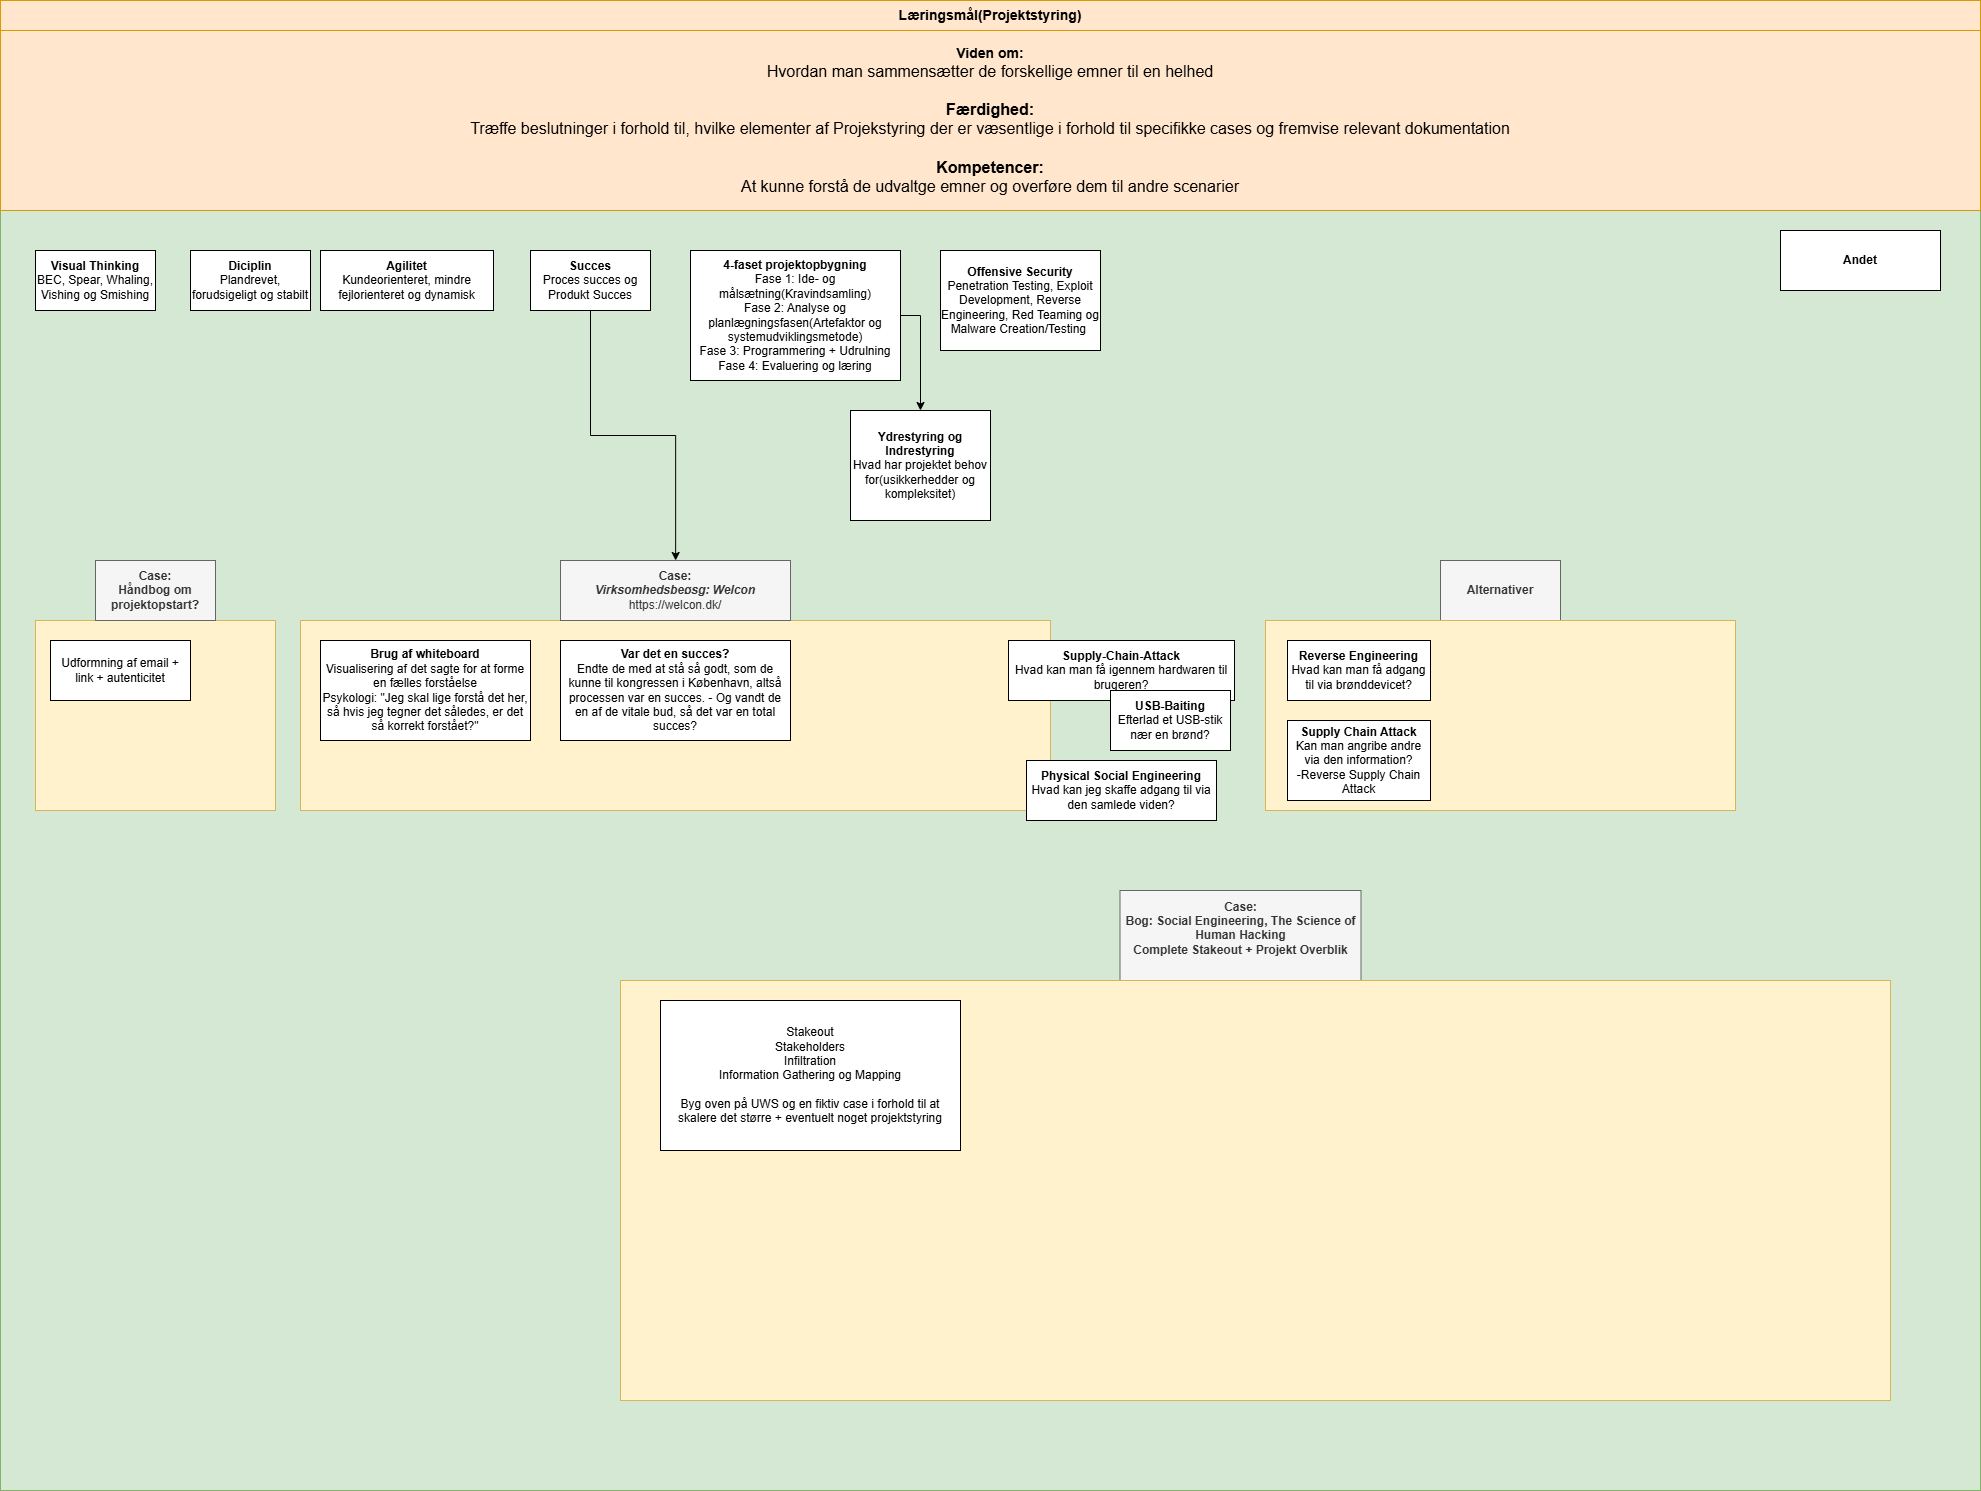 Læringsmål(Projektstyring)
Viden om:
Hvordan man sammensætter de forskellige emner til en helhed
Færdighed:
Træffe beslutninger i forhold til, hvilke elementer af Projekstyring der er væsentlige i forhold til specifikke cases og fremvise relevant dokumentation
Kompetencer:
At kunne forstå de udvaltge emner og overføre dem til andre scenarier
Visual Thinking
BEC, Spear, Whaling,
Vishing og Smishing
Diciplin
Plandrevet,
forudsigeligt og stabilt
Agilitet
Kundeorienteret, mindre
fejlorienteret og dynamisk
Succes
Proces succes og
Produkt Succes
4-faset projektopbygning
Fase 1: Ide- og
målsætning(Kravindsamling)
Fase 2: Analyse og
planlægningsfasen(Artefaktor og
systemudviklingsmetode)
Fase 3: Programmering + Udrulning
Fase 4: Evaluering og læring
Offensive Security
Penetration Testing, Exploit
Development, Reverse
Engineering, Red Teaming og
Malware Creation/Testing
Andet
Ydrestyring og
Indrestyring
Hvad har projektet behov
for(usikkerhedder og
kompleksitet)
Case:
Håndbog om
projektopstart?
Udformning af email +
link + autenticitet
Case:
Virksomhedsbeøsg: Welcon
https://welcon.dk/
Brug af whiteboard
Visualisering af det sagte for at forme
en fælles forståelse
Psykologi: "Jeg skal lige forstå det her,
så hvis jeg tegner det således, er det
så korrekt forstået?"
Var det en succes?
Endte de med at stå så godt, som de
kunne til kongressen i København, altså
processen var en succes. - Og vandt de
en af de vitale bud, så det var en total
succes?
Supply-Chain-Attack
Hvad kan man få igennem hardwaren til
brugeren?
USB-Baiting
Efterlad et USB-stik
nær en brønd?
Physical Social Engineering
Hvad kan jeg skaffe adgang til via
den samlede viden?
Alternativer
Reverse Engineering
Hvad kan man få adgang
til via brønddevicet?
Supply Chain Attack
Kan man angribe andre
via den information?
-Reverse Supply Chain
Attack
Case:
Bog: Social Engineering, The Science of
Human Hacking
Complete Stakeout + Projekt Overblik
Stakeout
Stakeholders
Infiltration
Information Gathering og Mapping
Byg oven på UWS og en fiktiv case i forhold til at
skalere det større + eventuelt noget projektstyring